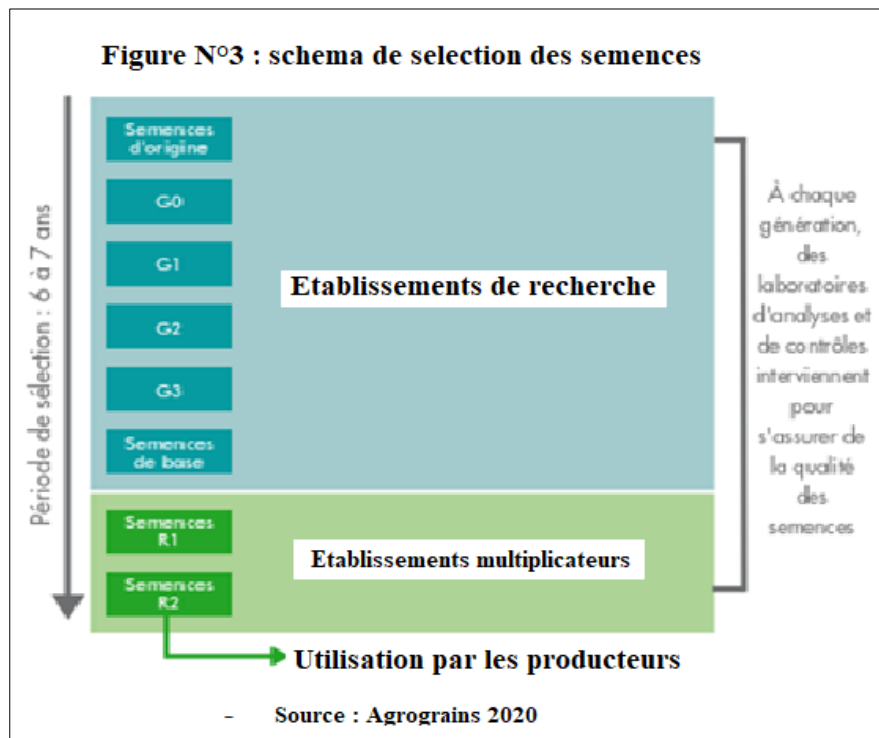 Figure N°3 : schema de selection des semences
Période de sélection : 6 à 7 ans
Semences
d'origine
G0
G1
G2
G3
Semences
de base
Etablissements de recherche
Semences
R1
Semences
R2
Etablissements multiplicateurs
À chaque
génération,
des
laboratoires
d'analyses et
de contrôles
interviennent
pour
s'assurer de
la qualité
des
semences
Utilisation par les producteurs
- Source : Agrograins 2020